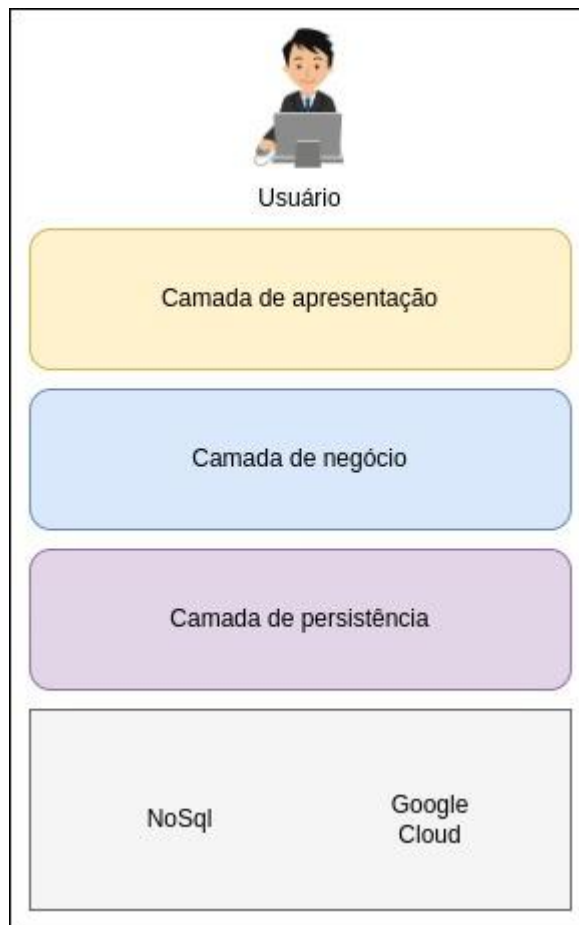 Usuário
Camada de apresentação
Camada de negócio
Camada de persistência
NoSql
Google
Cloud